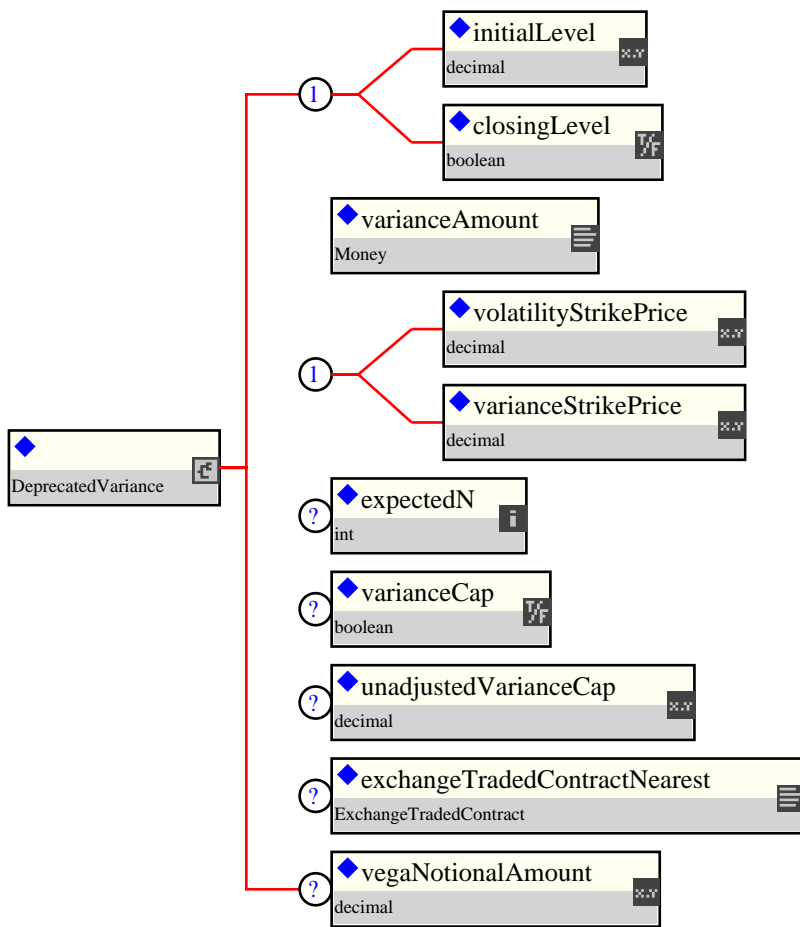 initialLevel
decimal
x.Y
1
closingLevel
boolean
T/F
varianceAmount
Money
volatilityStrikePrice
decimal
x.Y
1
varianceStrikePrice
decimal
x.Y
DeprecatedVariance
?
expectedN
int
i
?
varianceCap
boolean
T/F
?
unadjustedVarianceCap
decimal
x.Y
?
exchangeTradedContractNearest
ExchangeTradedContract
?
vegaNotionalAmount
decimal
x.Y